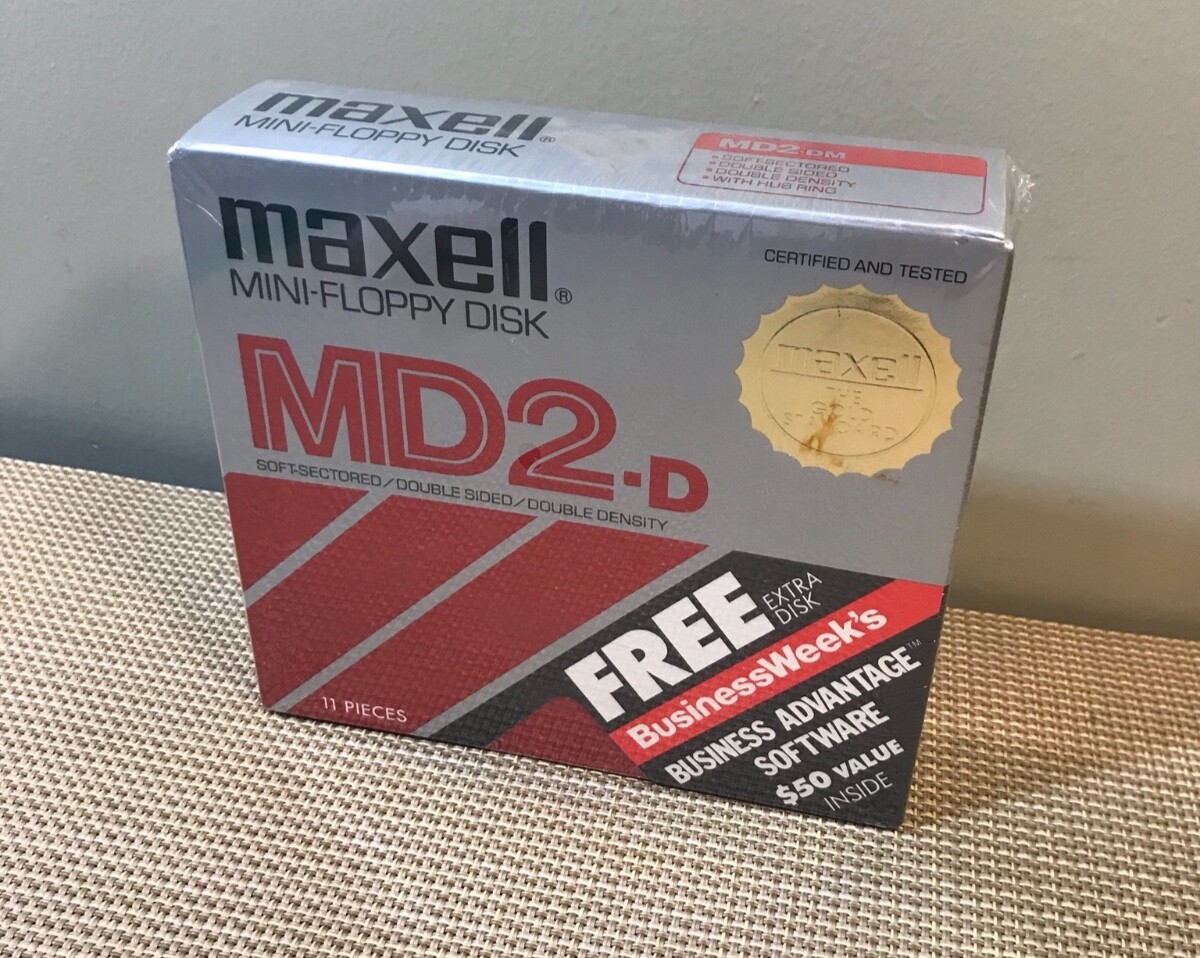 maxell®
MINI-FLOPPY DISK
MD2-DM
• SOFT-SECTORED
• DOUBLE SIDED
• DOUBLE DENSITY
• WITH HUB RING
maxell®
MINI-FLOPPY DISK
CERTIFIED AND TESTED
maxell
THE
GOLD
STANDARD
MD2-D
SOFT-SECTORED/DOUBLE SIDED/DOUBLE DENSITY
11 PIECES
FREE EXTRA
DISK
BusinessWeek's
BUSINESS ADVANTAGE™
SOFTWARE
$50 VALUE
INSIDE